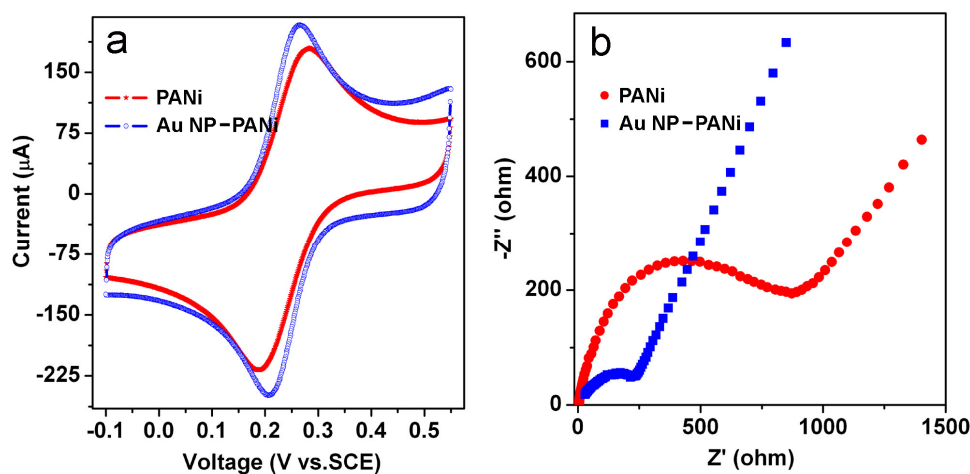 a
PANi
Au NP−PANi
Current (μA)
150
75
0
-75
-150
-225
-0.1 0.0 0.1 0.2 0.3 0.4 0.5
Voltage (V vs.SCE)
b
PANi
Au NP−PANi
-Z'' (ohm)
600
400
200
0
0 500 1000 1500
Z' (ohm)